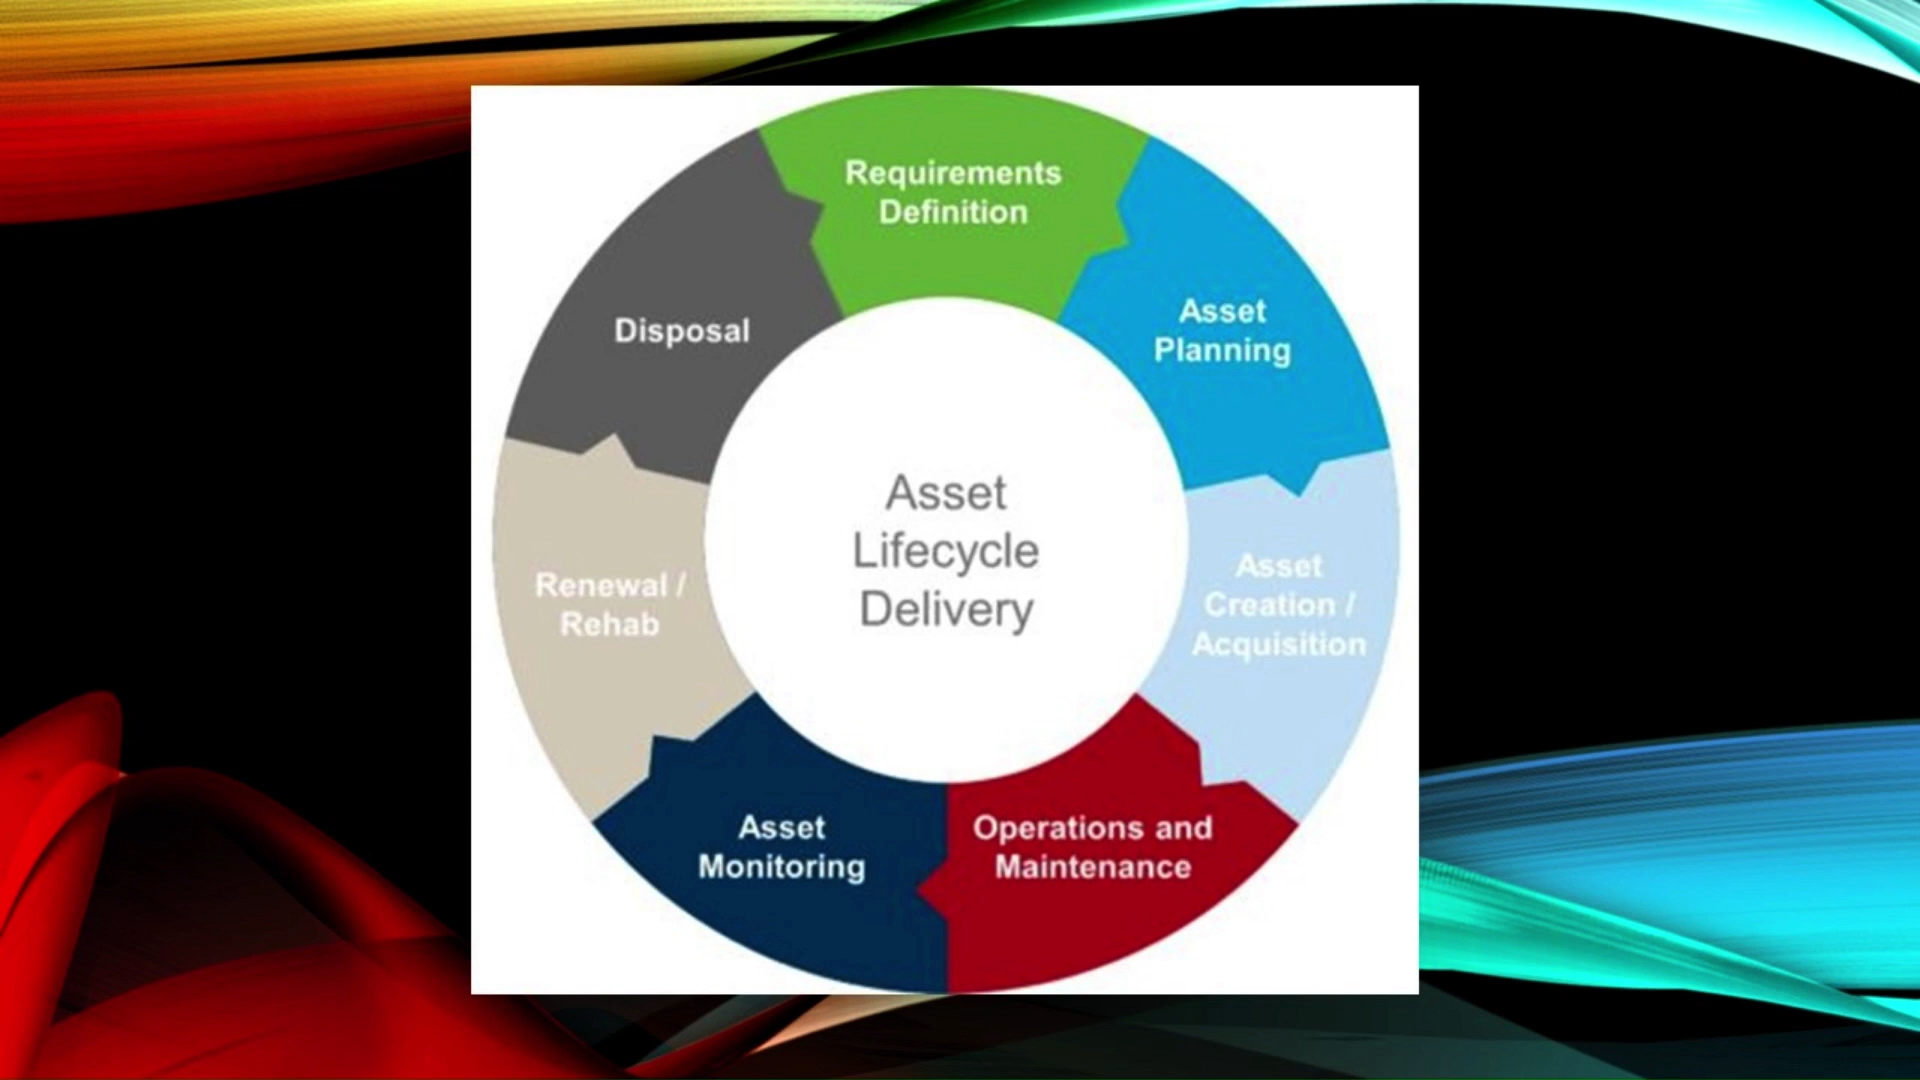 Requirements
Definition
Asset
Planning
Asset
Creation /
Acquisition
Operations and
Maintenance
Asset
Monitoring
Renewal /
Rehab
Disposal
Asset
Lifecycle
Delivery